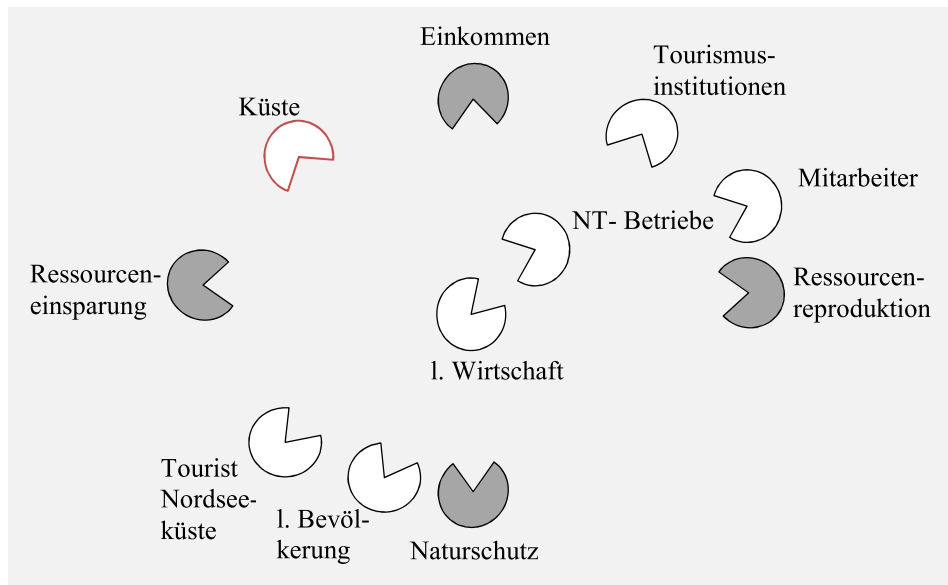 Einkommen
Tourismus-
institutionen
Küste
Mitarbeiter
NT- Betriebe
Ressourcen-
einsparung
Ressourcen-
reproduktion
l. Wirtschaft
Tourist
Nordsee-
küste
l. Bevöl-
kerung
Naturschutz